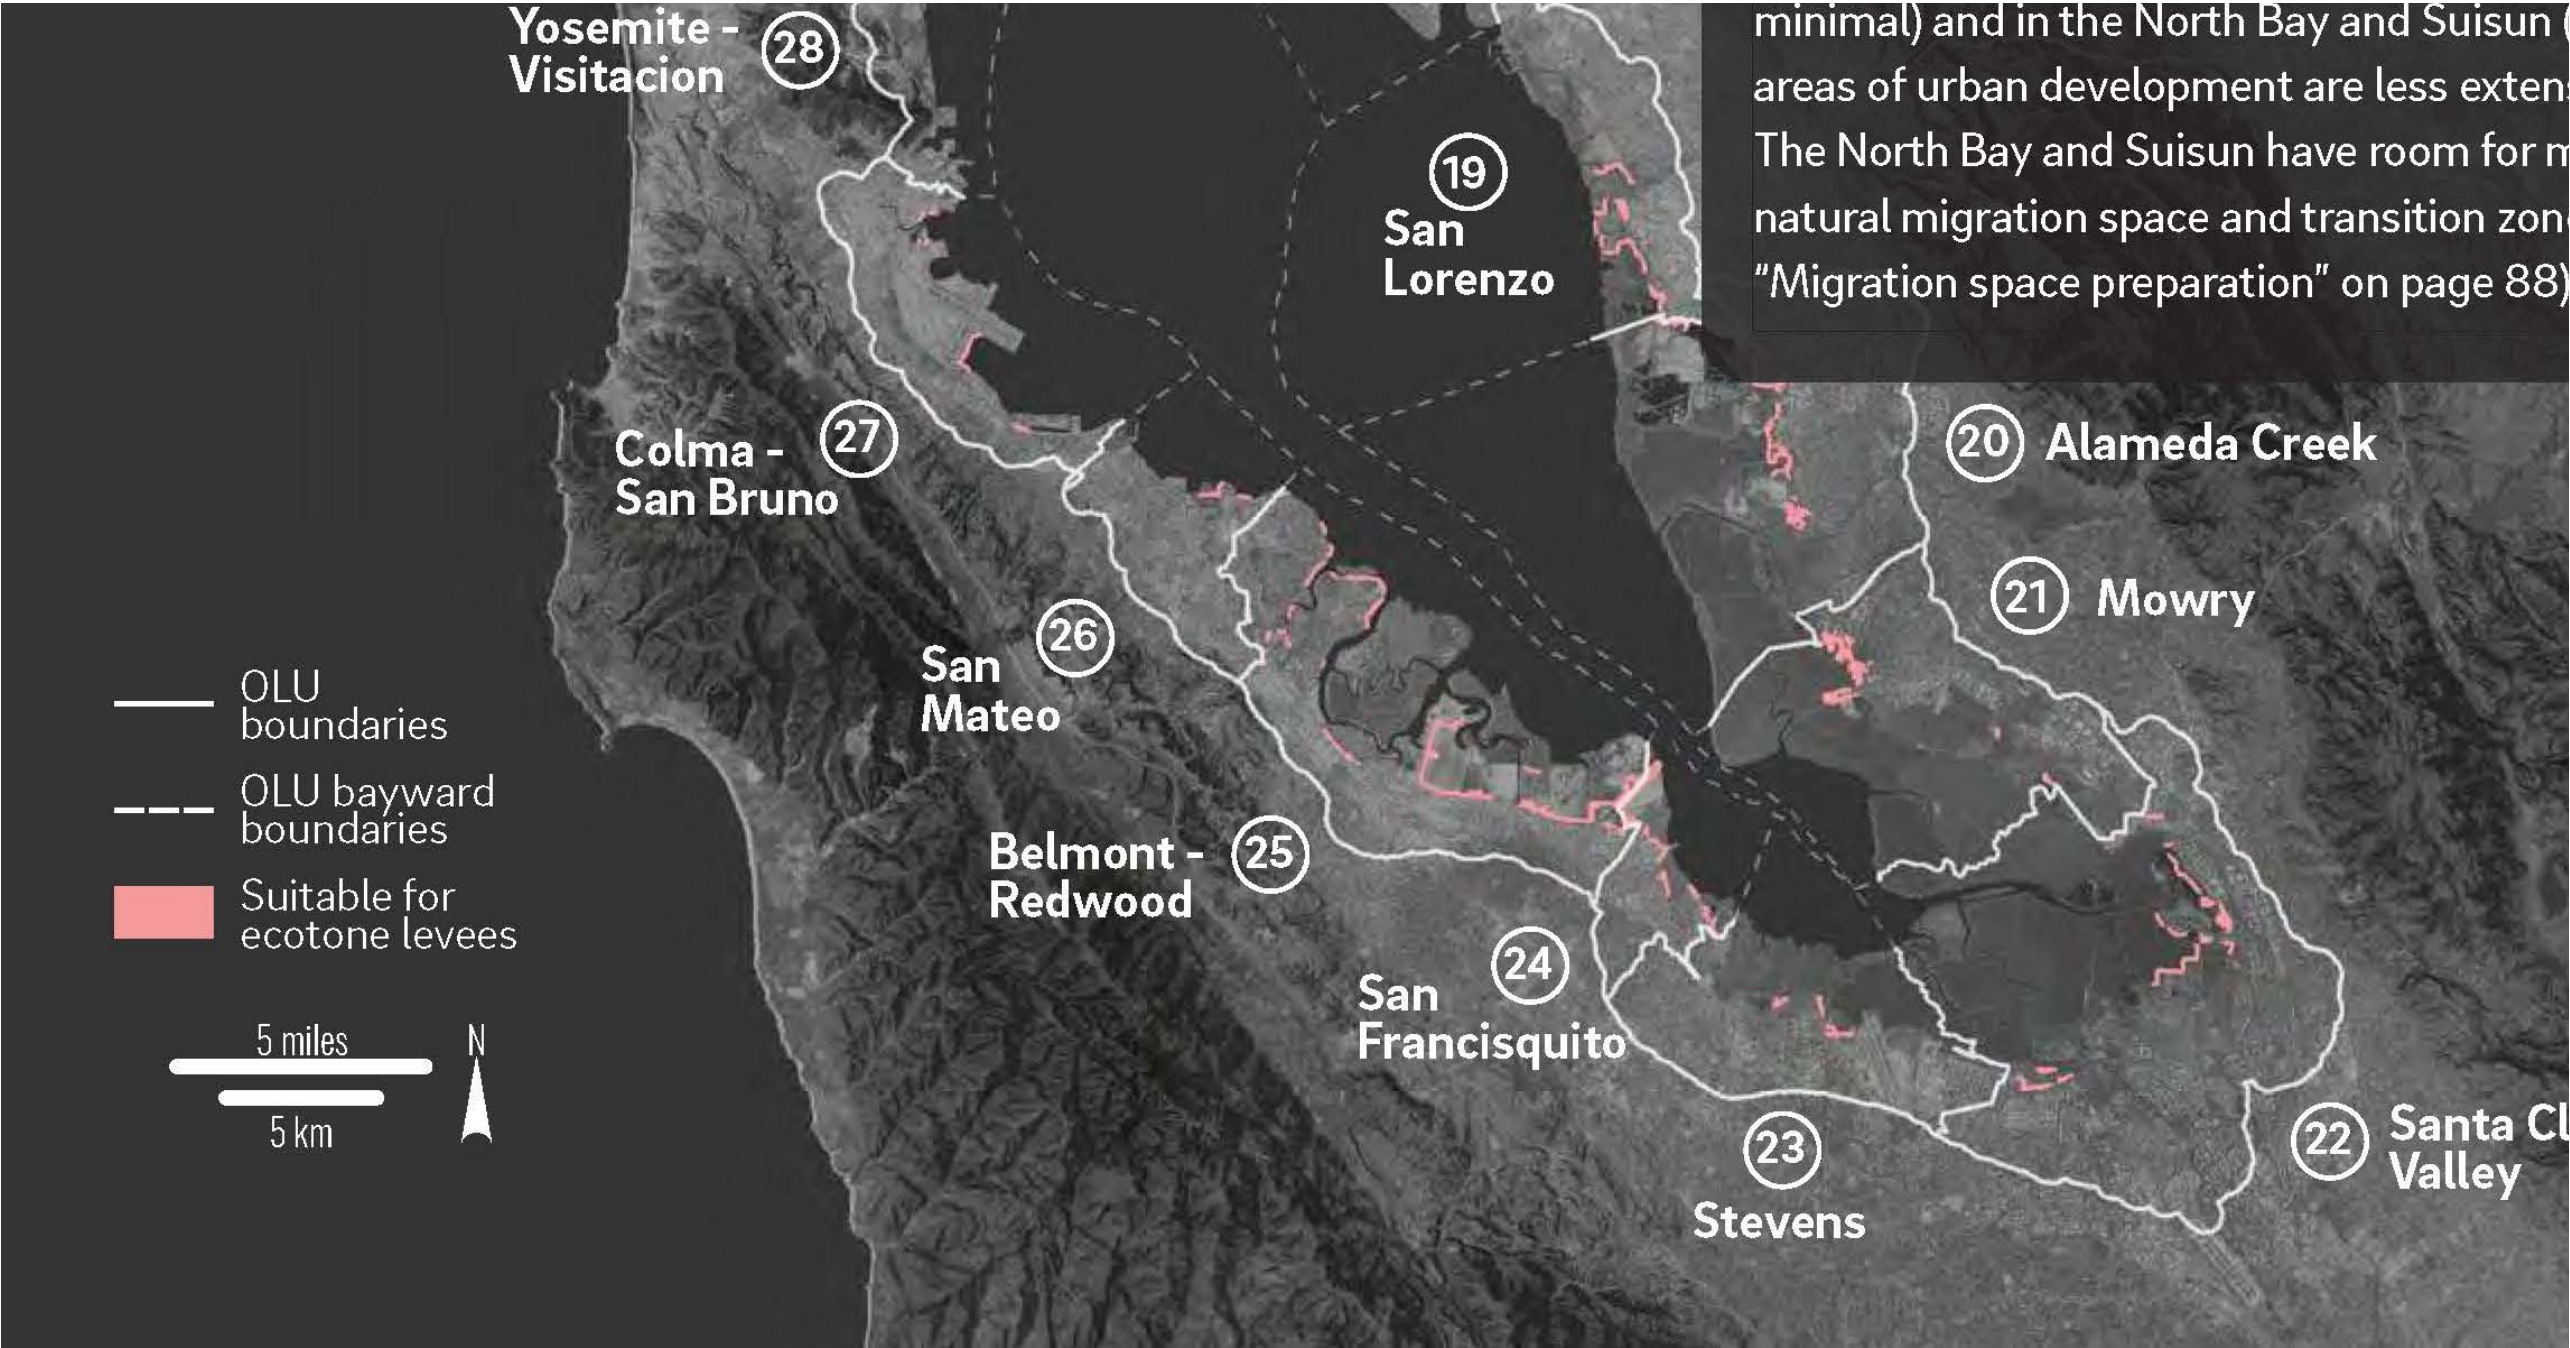 Yosemite -
Visitacion
28
minimal) and in the North Bay and Suisun (
areas of urban development are less extens
The North Bay and Suisun have room for m
natural migration space and transition zon
"Migration space preparation" on page 88)
19
San
Lorenzo
27
Colma -
San Bruno
20 Alameda Creek
21 Mowry
26
San
Mateo
OLU
boundaries
OLU bayward
boundaries
Suitable for
ecotone levees
Belmont -
Redwood
25
24
San
Francisquito
5 miles
N
5 km
23
Stevens
22
Santa Cl
Valley